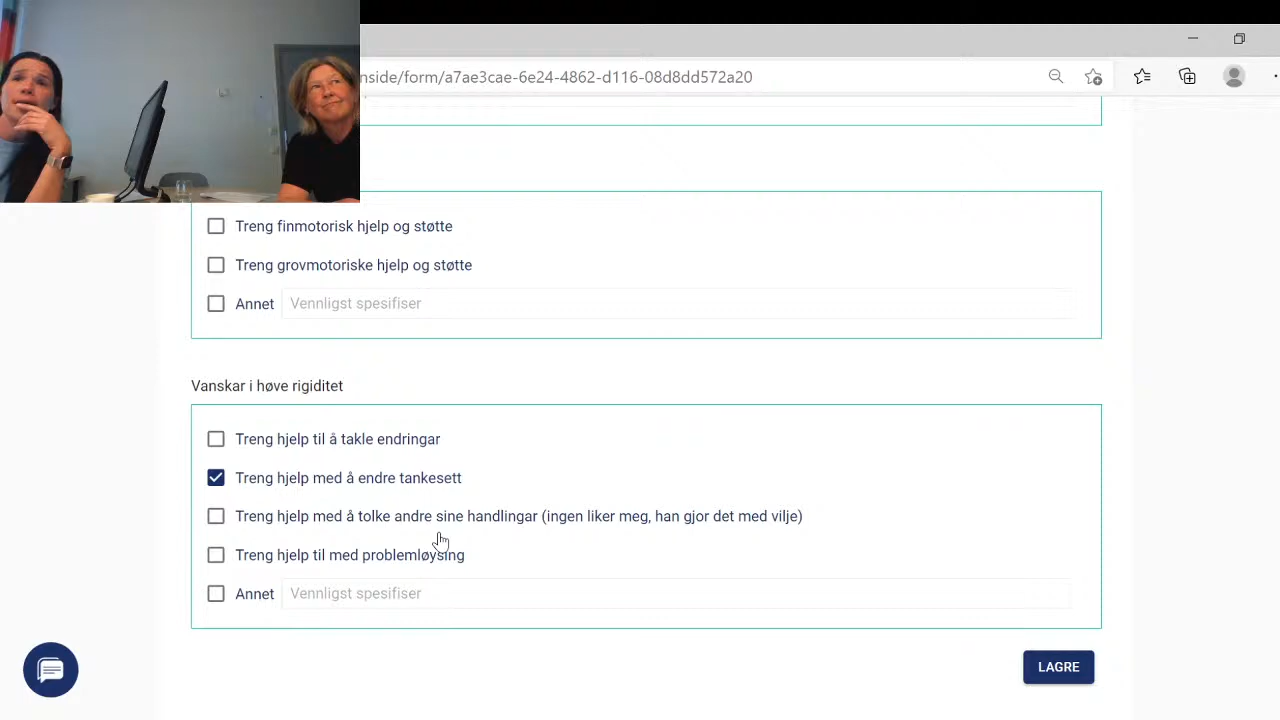 nside/form/a7ae3cae-6e24-4862-d116-08d8dd572a20
Treng finmotorisk hjelp og støtte
Treng grovmotoriske hjelp og støtte
Annet Vennligst spesifiser
Vanskar i høve rigiditet
Treng hjelp til å takle endringar
Treng hjelp med å endre tankesett
Treng hjelp med å tolke andre sine handlingar (ingen liker meg, han gjor det med vilje)
Treng hjelp til med problemløysing
Annet Vennligst spesifiser
LAGRE